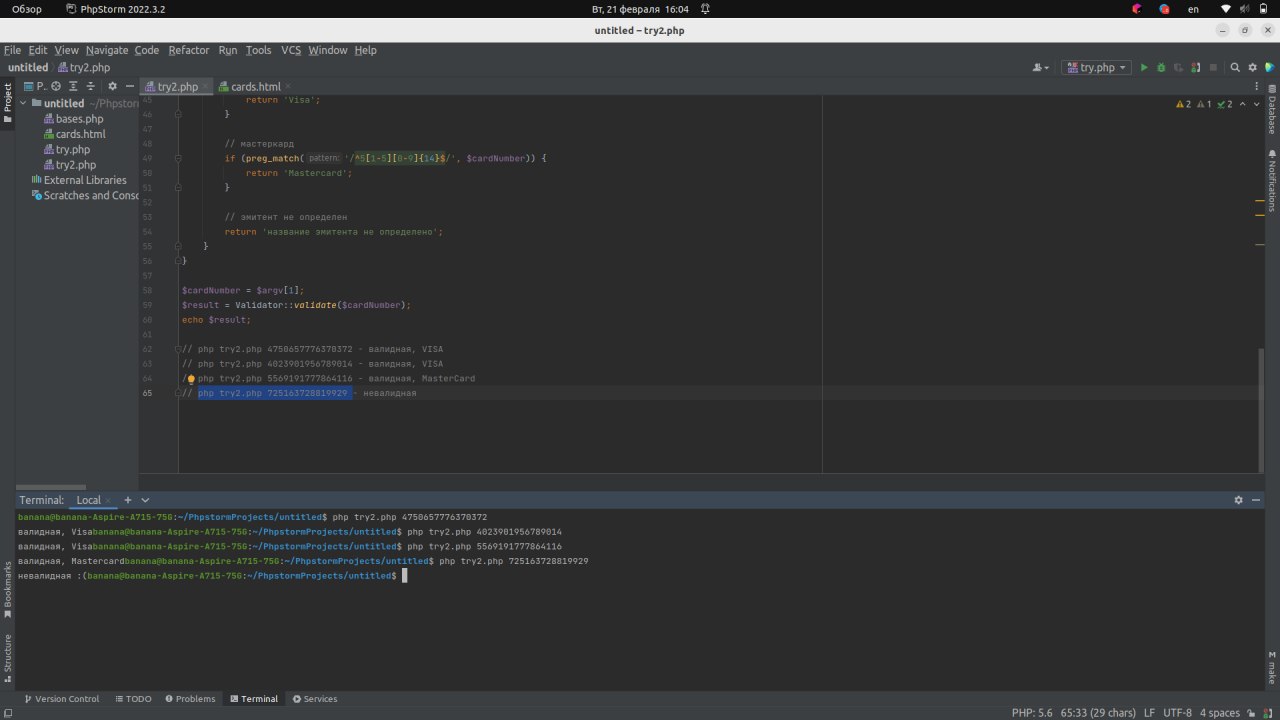 Обзор PhpStorm 2022.3.2 Вт, 21 февраля 16:04 en
untitled – try2.php
File Edit View Navigate Code Refactor Run Tools VCS Window Help
untitled try2.php try.php
Project P. try2.php cards.html
untitled ~/Phpstorm
bases.php
cards.html
try.php
try2.php
External Libraries
Scratches and Conso
2 1 2
45 return 'Visa';
46 }
47
48 // мастеркард
49 if (preg_match( pattern: '/^5[1-5][0-9]{14}$/', $cardNumber)) {
50 return 'Mastercard';
51 }
52
53 // эмитент не определен
54 return 'название эмитента не определено';
55 }
56 }
57
58 $cardNumber = $argv[1];
59 $result = Validator::validate($cardNumber);
60 echo $result;
61
62 // php try2.php 4750657776370372 - валидная, VISA
63 // php try2.php 4023901956789014 - валидная, VISA
64 / php try2.php 5569191777864116 - валидная, MasterCard
65 // php try2.php 725163728819929 - невалидная
Database
Notifications
make
Terminal: Local
banana@banana-Aspire-A715-75G:~/PhpstormProjects/untitled$ php try2.php 4750657776370372
валидная, Visabanana@banana-Aspire-A715-75G:~/PhpstormProjects/untitled$ php try2.php 4023901956789014
валидная, Visabanana@banana-Aspire-A715-75G:~/PhpstormProjects/untitled$ php try2.php 5569191777864116
валидная, Mastercardbanana@banana-Aspire-A715-75G:~/PhpstormProjects/untitled$ php try2.php 725163728819929
невалидная :(banana@banana-Aspire-A715-75G:~/PhpstormProjects/untitled$
Bookmarks
Structure
Version Control TODO Problems Terminal Services
PHP: 5.6 65:33 (29 chars) LF UTF-8 4 spaces